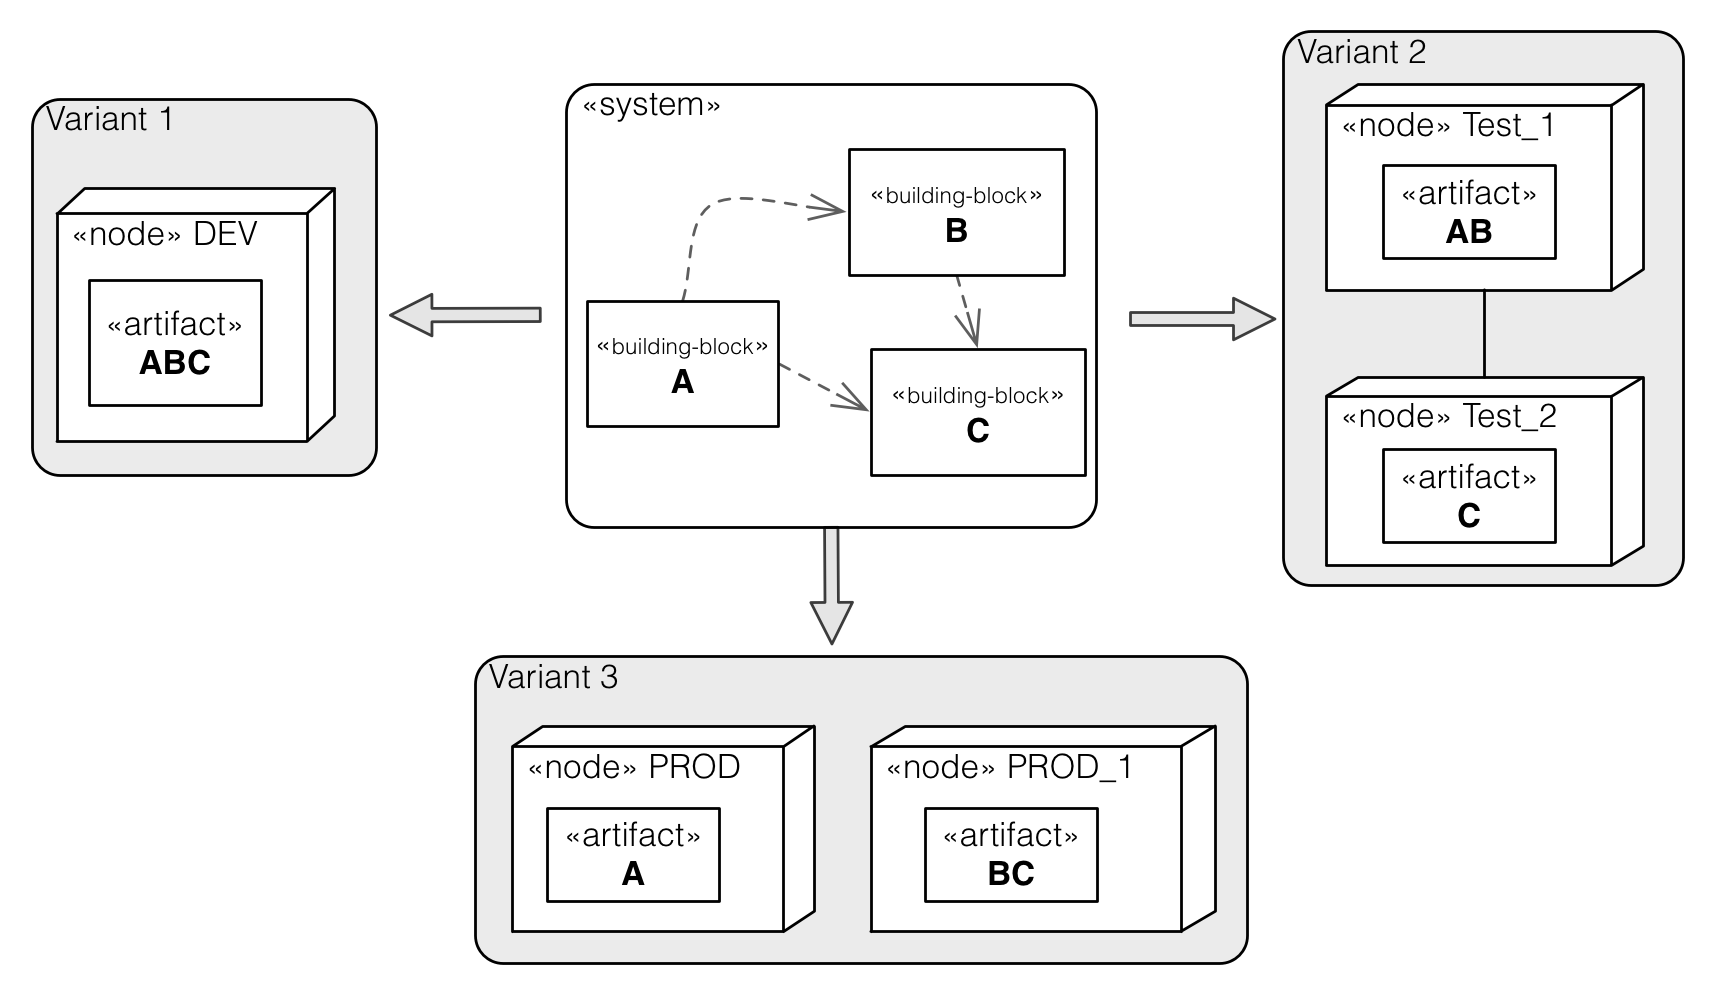 Variant 1
«node» DEV
«artifact»
ABC
«system»
«building-block»
B
«building-block»
A
«building-block»
C
Variant 2
«node» Test_1
«artifact»
AB
«node» Test_2
«artifact»
C
Variant 3
«node» PROD
«artifact»
A
«node» PROD_1
«artifact»
BC